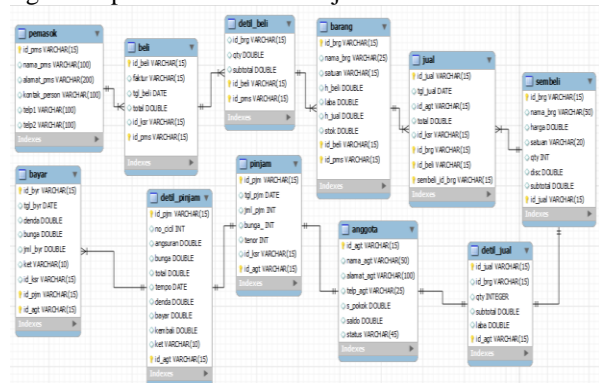 pemasok
id_pms VARCHAR(15)
nama_pms VARCHAR(100)
alamat_pms VARCHAR(200)
kontak_person VARCHAR(100)
telp1 VARCHAR(100)
telp2 VARCHAR(100)
Indexes
beli
id_beli VARCHAR(15)
faktur VARCHAR(15)
tgl_beli DATE
total DOUBLE
id_ksr VARCHAR(15)
id_pms VARCHAR(15)
Indexes
detil_beli
id_brg VARCHAR(15)
qty DOUBLE
subtotal DOUBLE
id_beli VARCHAR(15)
id_pms VARCHAR(15)
Indexes
barang
id_brg VARCHAR(15)
nama_brg VARCHAR(25)
satuan VARCHAR(15)
h_beli DOUBLE
laba DOUBLE
h_jual DOUBLE
stok DOUBLE
id_beli VARCHAR(15)
id_pms VARCHAR(15)
Indexes
jual
id_jual VARCHAR(15)
tgl_jual DATE
id_agt VARCHAR(15)
total DOUBLE
id_ksr VARCHAR(15)
id_brg VARCHAR(15)
id_beli VARCHAR(15)
sembeli_id_brg VARCHAR(15)
Indexes
sembeli
id_brg VARCHAR(15)
nama_brg VARCHAR(50)
harga DOUBLE
satuan VARCHAR(20)
qty INT
disc DOUBLE
subtotal DOUBLE
id_jual VARCHAR(15)
Indexes
bayar
id_byr VARCHAR(15)
tgl_byr DATE
denda DOUBLE
bunga DOUBLE
jml_byr DOUBLE
ket VARCHAR(10)
id_ksr VARCHAR(15)
id_pjm VARCHAR(15)
id_agt VARCHAR(15)
Indexes
detil_pinjam
id_pjm VARCHAR(15)
no_cicil INT
angsuran DOUBLE
bunga DOUBLE
total DOUBLE
tempo DATE
denda DOUBLE
bayar DOUBLE
kembali DOUBLE
ket VARCHAR(10)
id_agt VARCHAR(15)
Indexes
pinjam
id_pjm VARCHAR(15)
tgl_pjm DATE
jml_pjm INT
bunga_ INT
tenor INT
id_ksr VARCHAR(15)
id_agt VARCHAR(15)
Indexes
anggota
id_agt VARCHAR(15)
nama_agt VARCHAR(50)
alamat_agt VARCHAR(100)
telp_agt VARCHAR(25)
s_pokok DOUBLE
saldo DOUBLE
status VARCHAR(45)
Indexes
detil_jual
id_jual VARCHAR(15)
id_brg VARCHAR(15)
qty INTEGER
subtotal DOUBLE
laba DOUBLE
id_agt VARCHAR(15)
Indexes